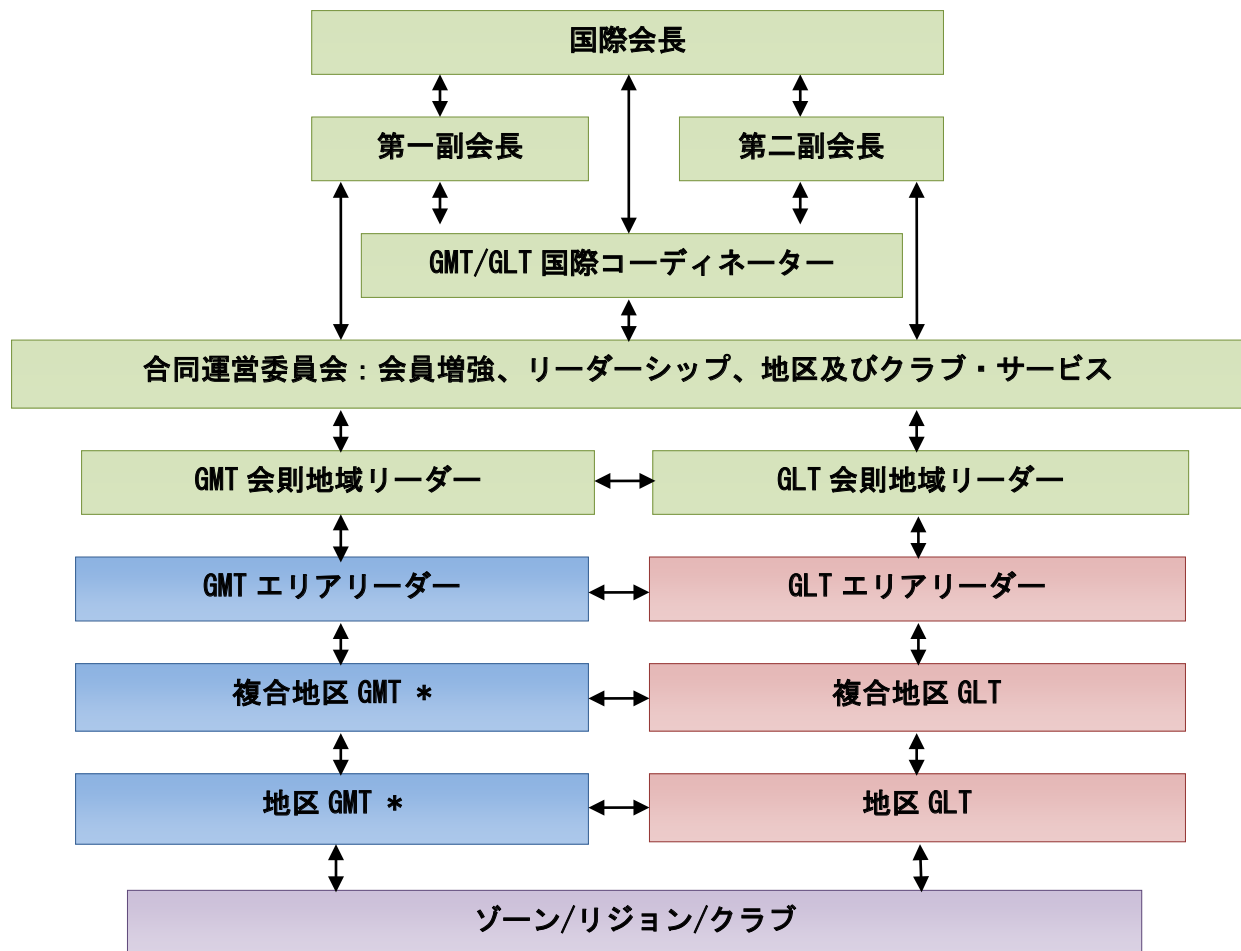 国際会長
第一副会長
第二副会長
GMT/GLT 国際コーディネーター
合同運営委員会：会員増強、リーダーシップ、地区及びクラブ・サービス
GMT 会則地域リーダー
GLT 会則地域リーダー
GMT エリアリーダー
GLT エリアリーダー
複合地区 GMT *
複合地区 GLT
地区 GMT *
地区 GLT
ゾーン/リジョン/クラブ